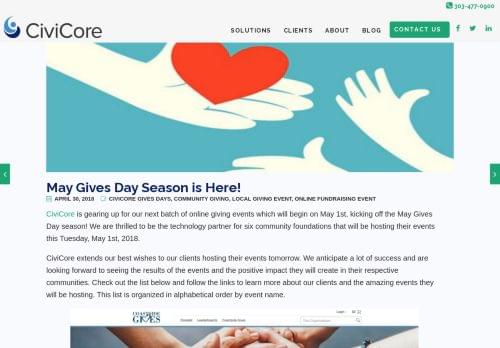 303-477-0900
CiviCore
SOLUTIONS CLIENTS ABOUT BLOG CONTACT US
May Gives Day Season is Here!
APRIL 30, 2018 CIVICORE GIVES DAYS, COMMUNITY GIVING, LOCAL GIVING EVENT, ONLINE FUNDRAISING EVENT
CiviCore is gearing up for our next batch of online giving events which will begin on May 1st, kicking off the May Gives
Day season! We are thrilled to be the technology partner for six community foundations that will be hosting their events
this Tuesday, May 1st, 2018.
CiviCore extends our best wishes to our clients hosting their events tomorrow. We anticipate a lot of success and are
looking forward to seeing the results of the events and the positive impact they will create in their respective
communities. Check out the list below and follow the links to learn more about our clients and the amazing events they
will be hosting. This list is organized in alphabetical order by event name.
COASTSIDE
GIVES
Leaderboards Coastside Gives
Login